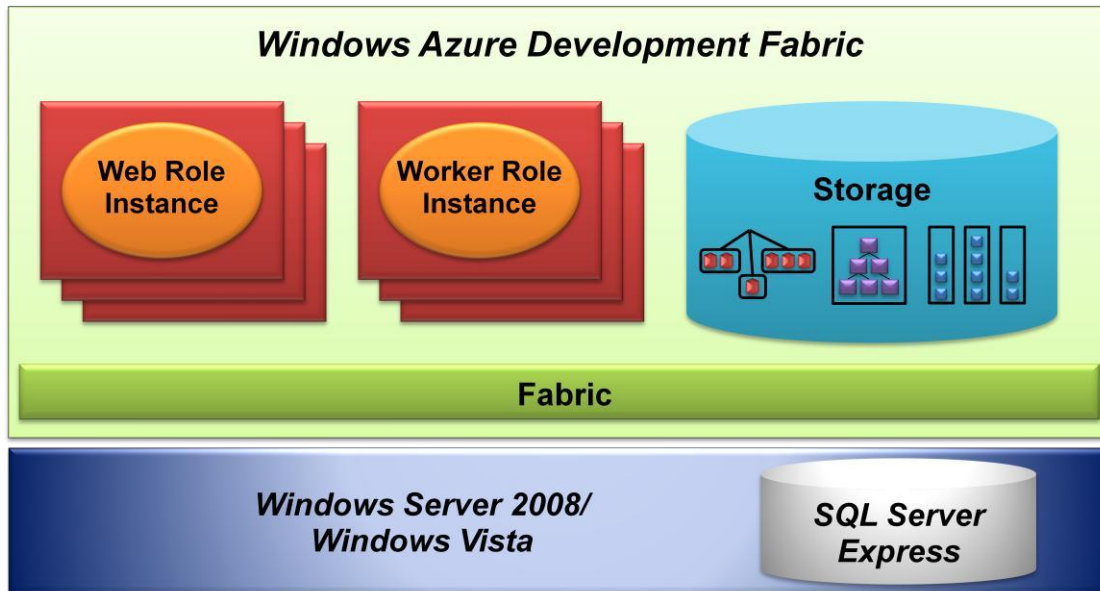 Windows Azure Development Fabric
Web Role
Instance
Worker Role
Instance
Storage
Fabric
Windows Server 2008/
Windows Vista
SQL Server
Express